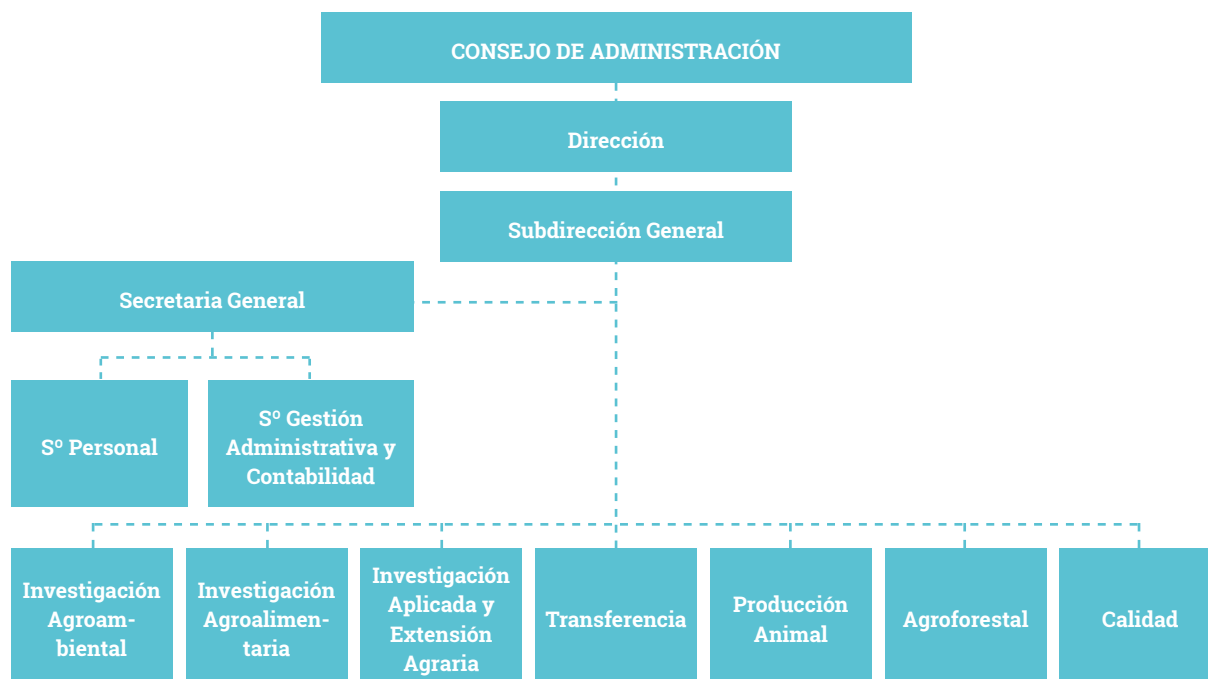 CONSEJO DE ADMINISTRACIÓN
Dirección
Subdirección General
Secretaria General
Sº Personal
Sº Gestión
Administrativa y
Contabilidad
Investigación
Agroam-
biental
Investigación
Agroalimen-
taria
Investigación
Aplicada y
Extensión
Agraria
Transferencia
Producción
Animal
Agroforestal
Calidad